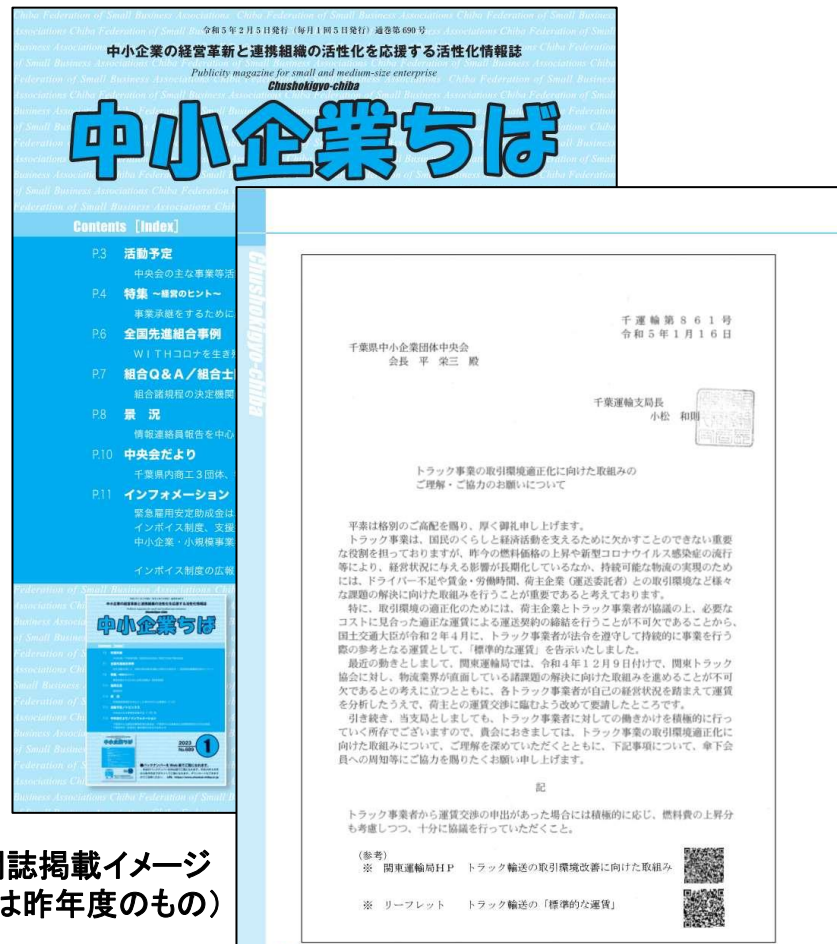 令和5年2月5日発行（毎月1回5日発行）通巻第690号
中小企業の経営革新と連携組織の活性化を応援する活性化情報誌
Publicity magazine for small and medium-size enterprise
Chushokigyo-chiba
中小企業ちば
Contents [Index]
P.3 活動予定
中央会の主な事業等活
P.4 特集 ~経営のヒント~
事業承継をするために
P.6 全国先進組合事例
WITHコロナを生き
P.7 組合Q&A／組合士
組合諸規程の決定機関
P.8 景 況
情報連絡員報告を中心
P.10 中央会だより
千葉県内商工3団体、
P.11 インフォメーション
緊急雇用安定助成金は
インボイス制度、支援
中小企業・小規模事業
インボイス制度の広報
中小企業ちば
2023
No.689
1
Chushokigyo-chiba
千運輸第861号
令和5年1月16日
千葉県中小企業団体中央会
会長 平 栄三 殿
千葉運輸支局長
小松 和則
トラック事業の取引環境適正化に向けた取組みの
ご理解・ご協力のお願いについて
平素は格別のご高配を賜り、厚く御礼申し上げます。
トラック事業は、国民のくらしと経済活動を支えるために欠かすことのできない重要
な役割を担っておりますが、昨今の燃料価格の上昇や新型コロナウイルス感染症の流行
等により、経営状況に与える影響が長期化しているなか、持続可能な物流の実現のため
には、ドライバー不足や賃金・労働時間、荷主企業（運送委託者）との取引環境など様々
な課題の解決に向けた取組みを行うことが重要であると考えております。
特に、取引環境の適正化のためには、荷主企業とトラック事業者が協議の上、必要な
コストに見合った適正な運賃による運送契約の締結を行うことが不可欠であることから、
国土交通大臣が令和2年4月に、トラック事業者が法令を遵守して持続的に事業を行う
際の参考となる運賃として、「標準的な運賃」を告示いたしました。
最近の動きとしまして、関東運輸局では、令和4年12月9日付けで、関東トラック
協会に対し、物流業界が直面している諸課題の解決に向けた取組みを進めることが不可
欠であるとの考えに立つとともに、各トラック事業者が自己の経営状況を踏まえて運賃
を分析したうえで、荷主との運賃交渉に臨むよう改めて要請したところです。
引き続き、当支局としましても、トラック事業者に対しての働きかけを積極的に行っ
ていく所存でございますので、貴会におきましては、トラック事業の取引環境適正化に
向けた取組みについて、ご理解を深めていただくとともに、下記事項について、傘下会
員への周知等にご協力を賜りたくお願い申し上げます。
記
トラック事業者から運賃交渉の申出があった場合には積極的に応じ、燃料費の上昇分
も考慮しつつ、十分に協議を行っていただくこと。
（参考）
※ 関東運輸局HP トラック輸送の取引環境改善に向けた取組み
※ リーフレット トラック輸送の「標準的な運賃」
誌掲載イメージ
は昨年度のもの）